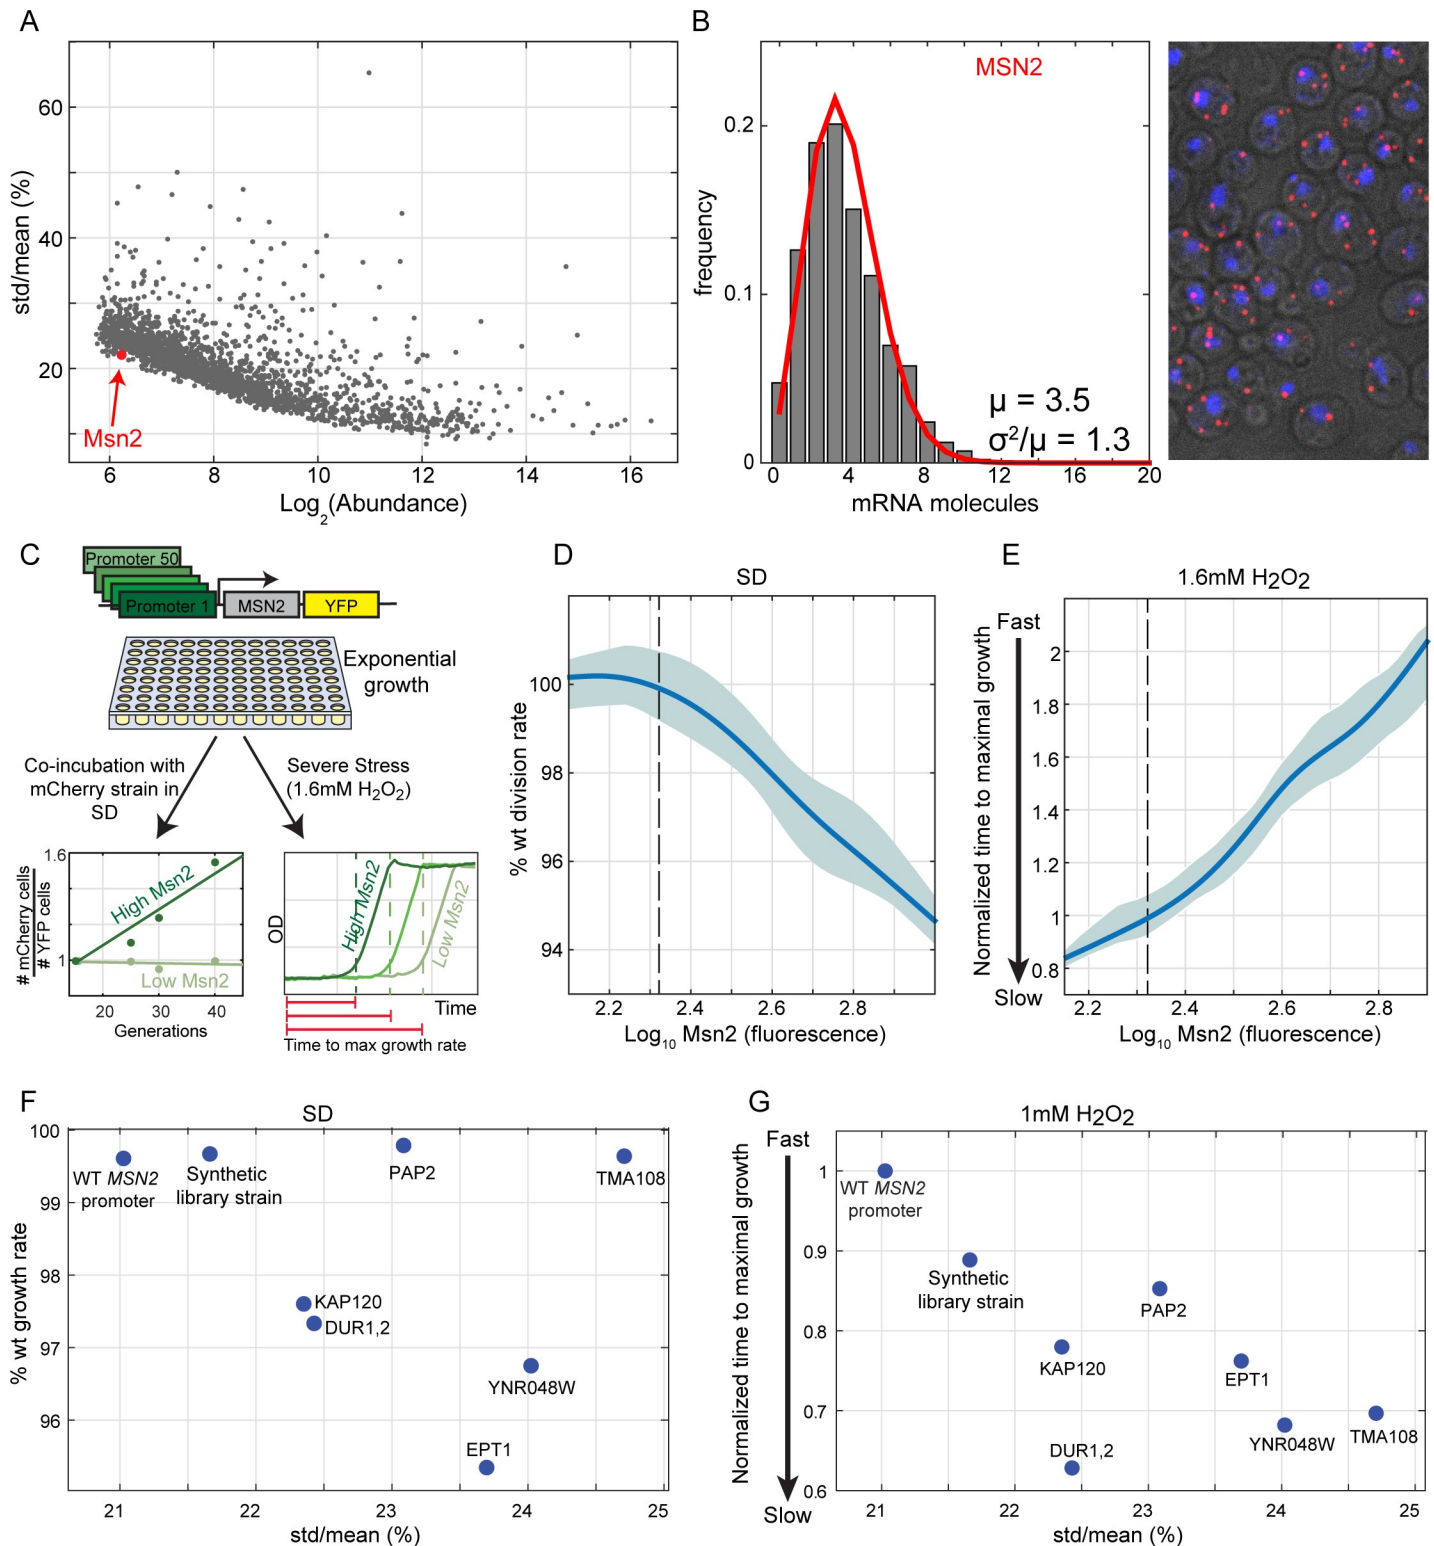 A
60
40
20
std/mean (%)
Msn2
6
8
10
12
14
16
Log2(Abundance)
B
MSN2
0.2
0.1
0
frequency
μ = 3.5
σ²/μ = 1.3
0
4
8
12
16
20
mRNA molecules
C
Promoter 50
Promoter 1
MSN2
YFP
Exponential
growth
Co-incubation with
mCherry strain in
SD
Severe Stress
(1.6mM H2O2)
1.6
1
# mCherry cells
# YFP cells
High Msn2
Low Msn2
20
30
40
Generations
OD
High Msn2
Low Msn2
Time
Time to max growth rate
D
SD
100
98
96
94
% wt division rate
2.2
2.4
2.6
2.8
Log10 Msn2 (fluorescence)
E
1.6mM H2O2
Fast
Slow
Normalized time to maximal growth
2
1.8
1.6
1.4
1.2
1
0.8
2.2
2.4
2.6
2.8
Log10 Msn2 (fluorescence)
F
SD
100
99
98
97
96
% wt growth rate
WT MSN2
promoter
Synthetic
library strain
PAP2
TMA108
KAP120
DUR1,2
YNR048W
EPT1
21
22
23
24
25
std/mean (%)
G
1mM H2O2
Fast
Slow
Normalized time to maximal growth
1
0.9
0.8
0.7
0.6
WT MSN2
promoter
Synthetic
library strain
PAP2
KAP120
EPT1
DUR1,2
YNR048W
TMA108
21
22
23
24
25
std/mean (%)